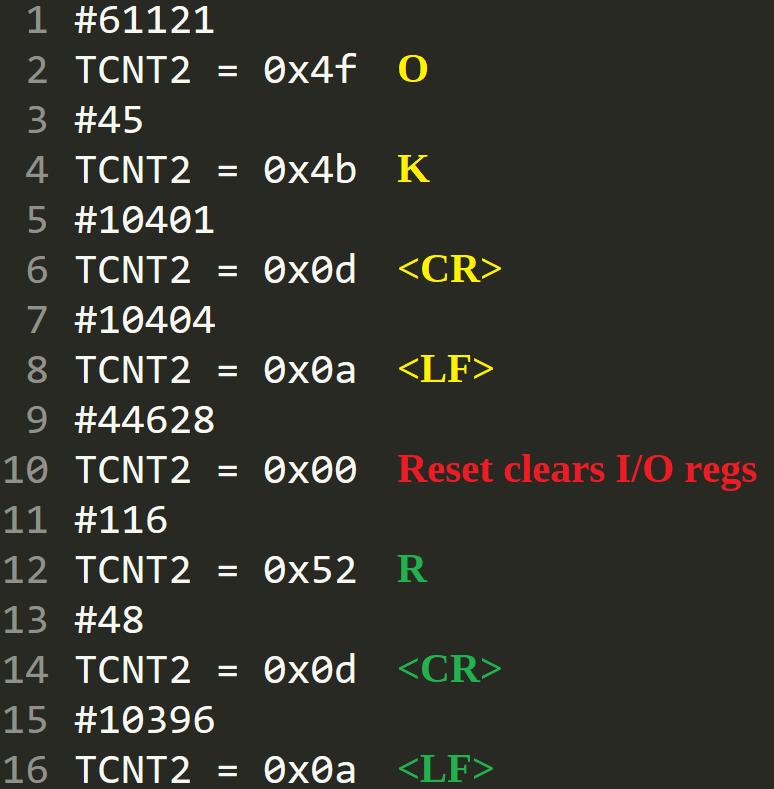 1 #61121
2 TCNT2 = 0x4f O
3 #45
4 TCNT2 = 0x4b K
5 #10401
6 TCNT2 = 0x0d <CR>
7 #10404
8 TCNT2 = 0x0a <LF>
9 #44628
10 TCNT2 = 0x00 Reset clears I/O regs
11 #116
12 TCNT2 = 0x52 R
13 #48
14 TCNT2 = 0x0d <CR>
15 #10396
16 TCNT2 = 0x0a <LF>